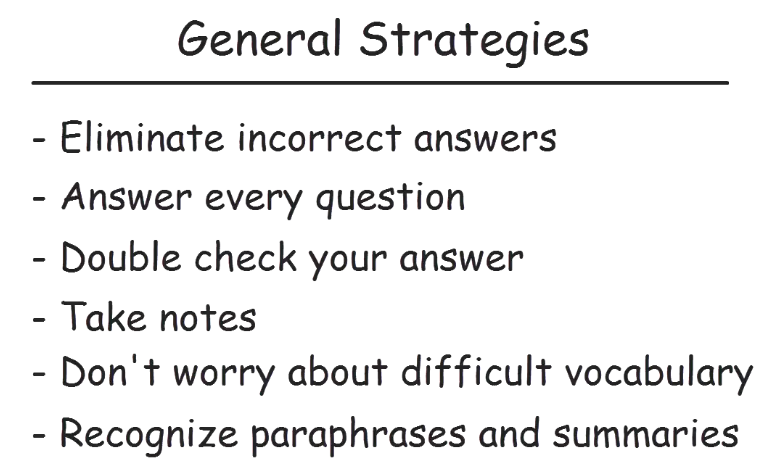 General Strategies
- Eliminate incorrect answers
- Answer every question
- Double check your answer
- Take notes
- Don't worry about difficult vocabulary
- Recognize paraphrases and summaries